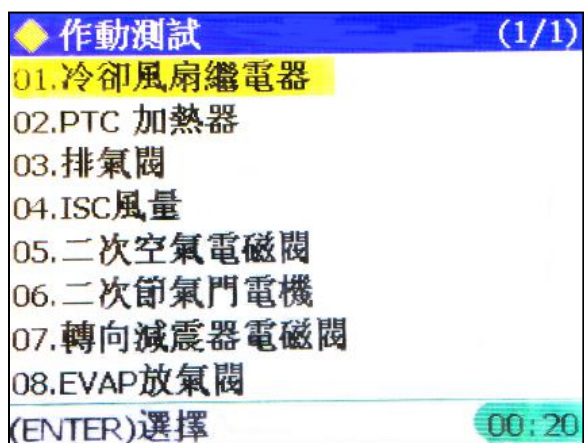 作動測試 (1/1)
01.冷卻風扇繼電器
02.PTC 加熱器
03.排氣閥
04.ISC風量
05.二次空氣電磁閥
06.二次節氣門電機
07.轉向減震器電磁閥
08.EVAP放氣閥
(ENTER)選擇 00:20